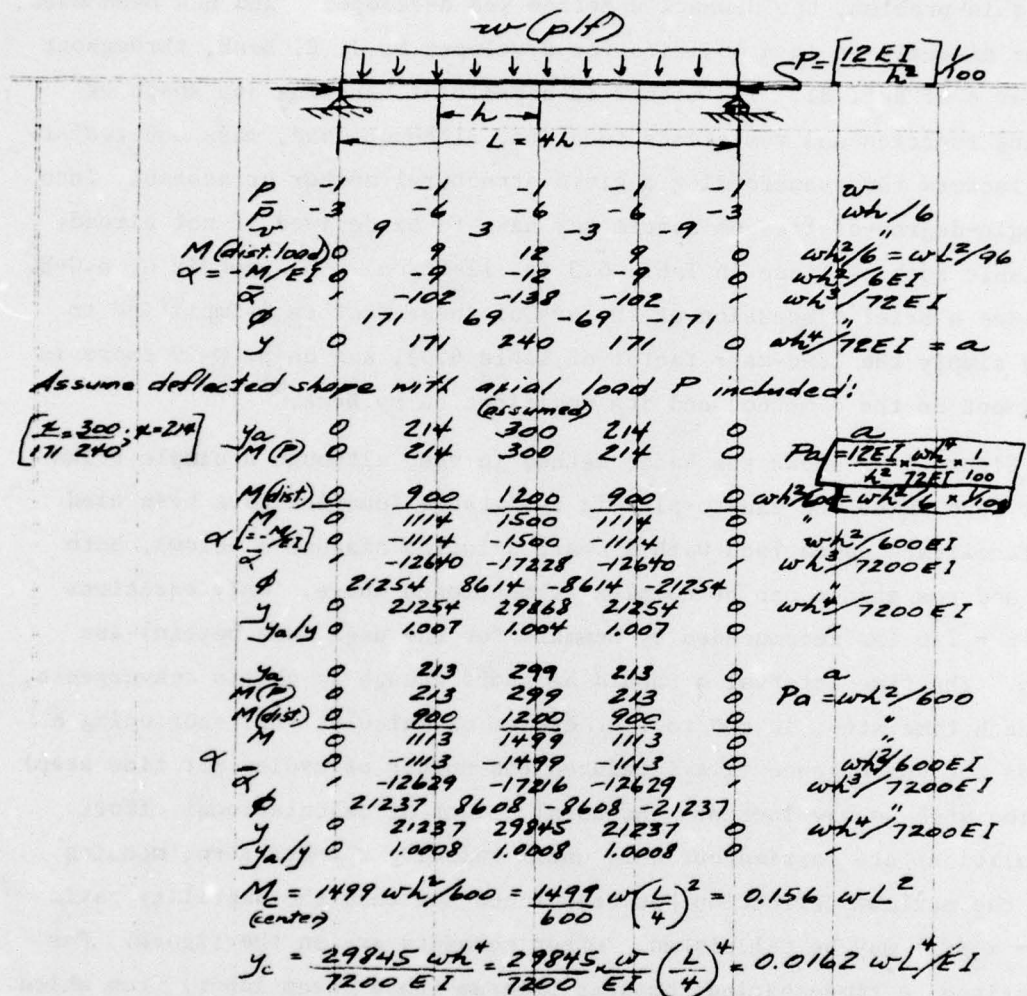 w (plf)
P = [12EI / h²] 1/100
h
L = 4h
p -1 w
p̄ -3 -6 -6 -6 -3 wh/6
v 9 3 -3 -9 "
M (dist. load) 0 9 12 9 0 wh²/6 = wL²/96
α = -M/EI 0 -9 -12 -9 0 wh²/6EI
ᾱ - -102 -138 -102 - wh³/72EI
ϕ 171 69 -69 -171 "
y 0 171 240 171 0 wh⁴/72EI = a
Assume deflected shape with axial load P included:
(assumed)
[x/171 = 300/240; x=214] ya 0 214 300 214 0 a
M(P) 0 214 300 214 0 Pa = 12EI/h² × wh⁴/72EI × 1/100
M(dist) 0 900 1200 900 0 wh²/600 = wh²/6 × 1/100
M 0 1114 1500 1114 0 "
α [= -M/EI] 0 -1114 -1500 -1114 0 wh²/600EI
ᾱ - -12640 -17228 -12640 - wh³/7200EI
ϕ 21254 8614 -8614 -21254 "
y 0 21254 29868 21254 0 wh⁴/7200EI
ya/y 0 1.007 1.004 1.007 0 -
ya 0 213 299 213 0 a
M(P) 0 213 299 213 0 Pa = wh²/600
M(dist) 0 900 1200 900 0 "
M 0 1113 1499 1113 0 "
α 0 -1113 -1499 -1113 0 wh²/600EI
ᾱ - -12629 -17216 -12629 - wh³/7200EI
ϕ 21237 8608 -8608 -21237 "
y 0 21237 29845 21237 0 wh⁴/7200EI
ya/y 0 1.0008 1.0008 1.0008 0 -
Mc = 1499 wh²/600 = 1499/600 w(L/4)² = 0.156 wL²
(center)
yc = 29845 wh⁴/7200 EI = 29845/7200 × w/EI (L/4)⁴ = 0.0162 wL⁴/EI